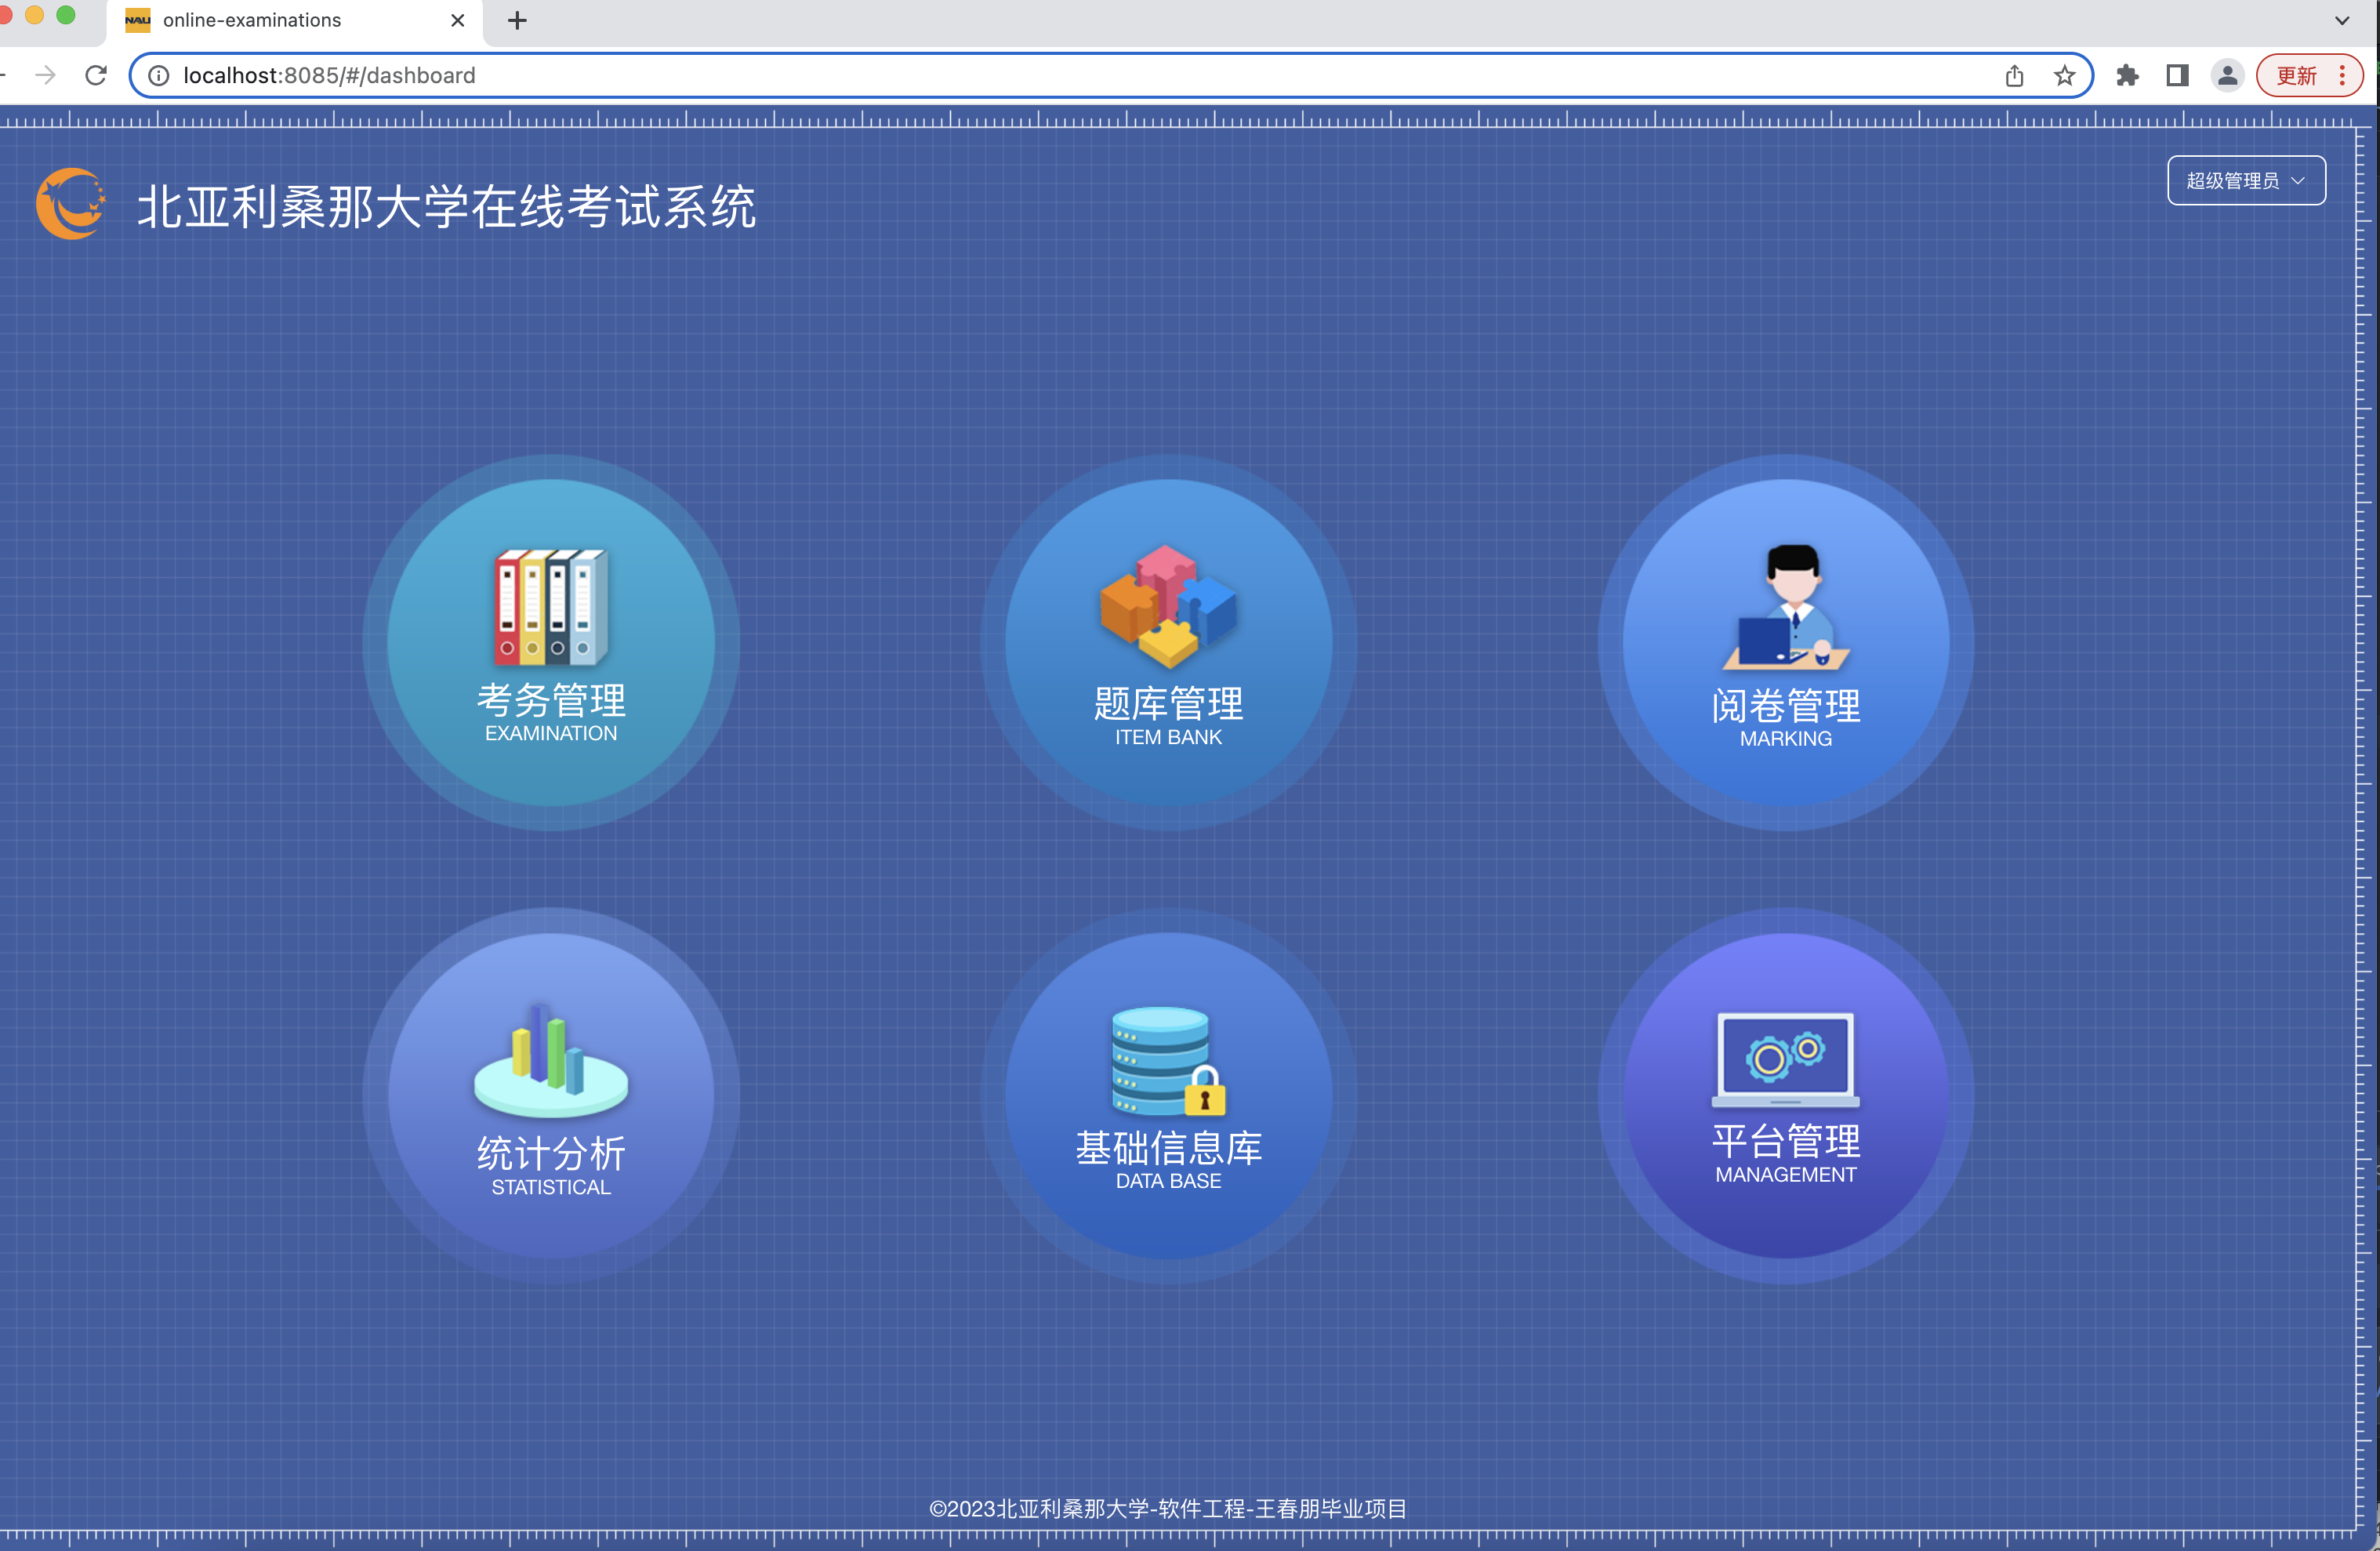 NAU online-examinations
localhost:8085/#/dashboard
更新
北亚利桑那大学在线考试系统
超级管理员
考务管理
EXAMINATION
题库管理
ITEM BANK
阅卷管理
MARKING
统计分析
STATISTICAL
基础信息库
DATA BASE
平台管理
MANAGEMENT
©2023北亚利桑那大学-软件工程-王春朋毕业项目